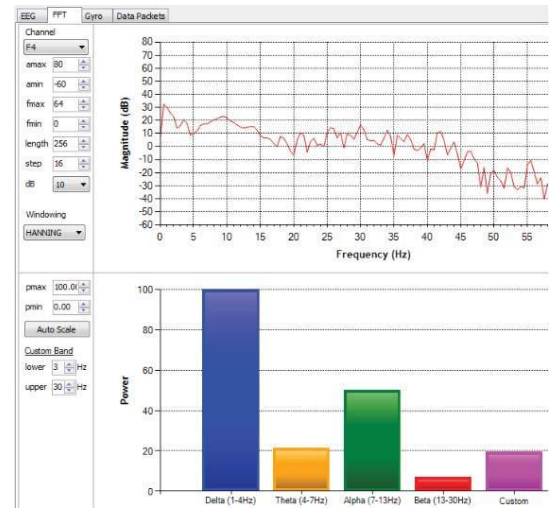 EEG FFT Gyro Data Packets
Channel
F4
amax 80
amin -60
fmax 64
fmin 0
length 256
step 16
dB 10
Windowing
HANNING
Magnitude (dB)
80
70
60
50
40
30
20
10
0
-10
-20
-30
-40
-50
-60
0 5 10 15 20 25 30 35 40 45 50 55
Frequency (Hz)
pmax 100.0(
pmin 0.00
Auto Scale
Custom Band
lower 3 Hz
upper 30 Hz
Power
100
80
60
40
20
0
Delta (1-4Hz) Theta (4-7Hz) Alpha (7-13Hz) Beta (13-30Hz) Custom